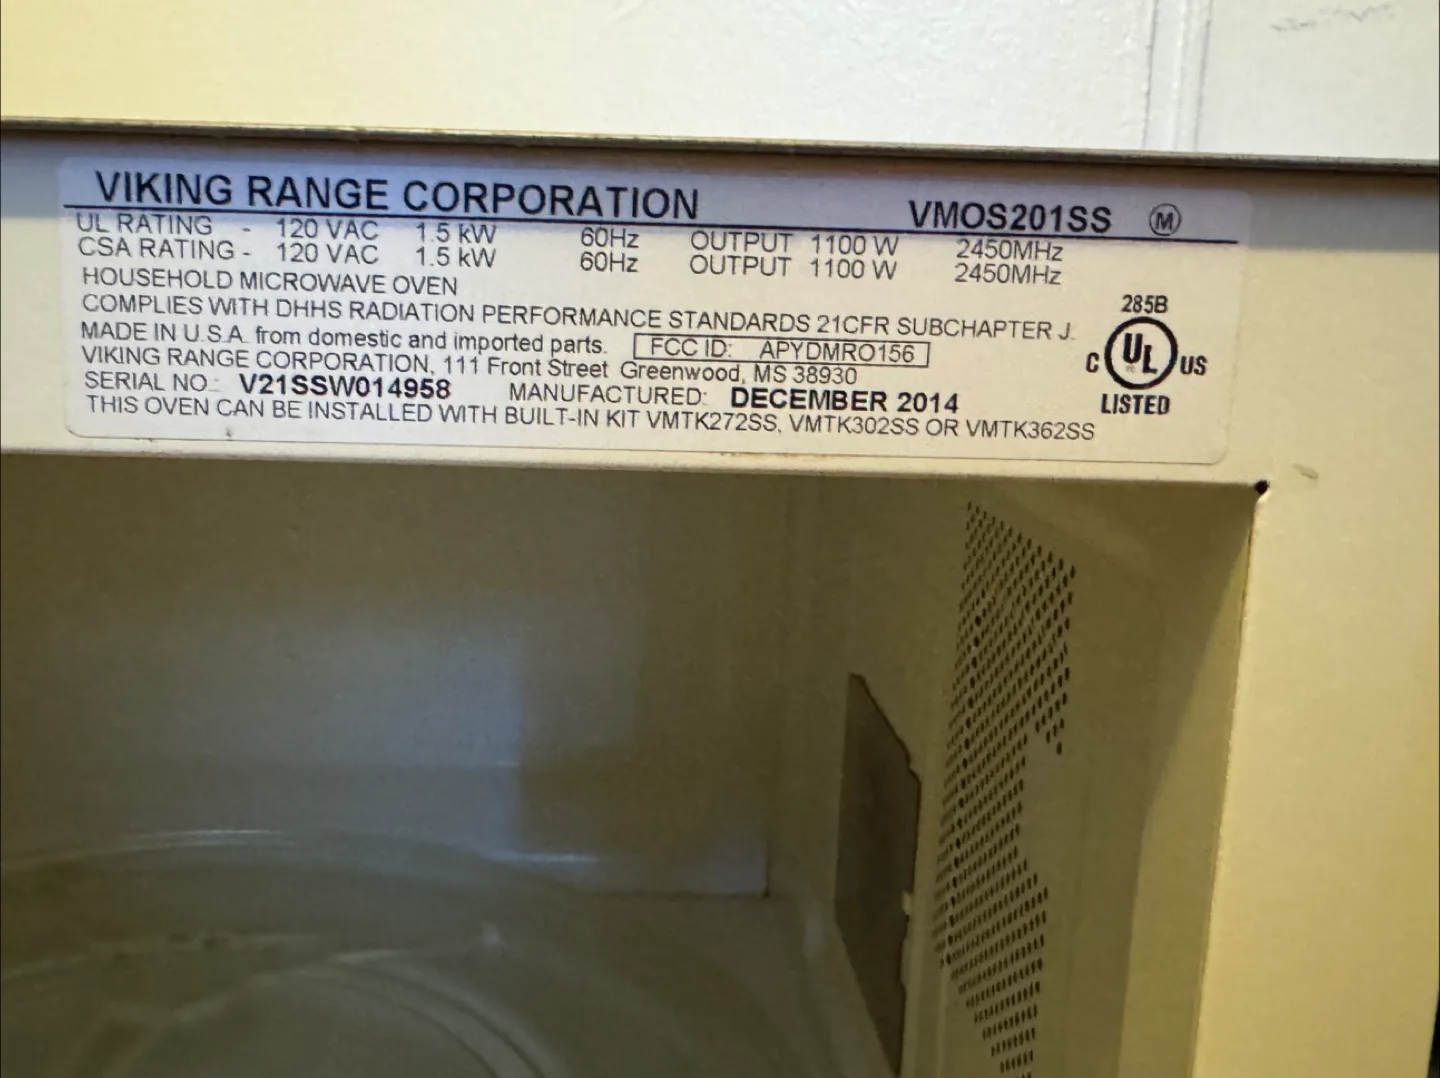 VIKING RANGE CORPORATION VMOS201SS M
UL RATING - 120 VAC 1.5 kW 60Hz OUTPUT 1100 W 2450MHz
CSA RATING - 120 VAC 1.5 kW 60Hz OUTPUT 1100 W 2450MHz
HOUSEHOLD MICROWAVE OVEN
COMPLIES WITH DHHS RADIATION PERFORMANCE STANDARDS 21CFR SUBCHAPTER J.
MADE IN U.S.A. from domestic and imported parts. FCC ID: APYDMRO156
VIKING RANGE CORPORATION, 111 Front Street Greenwood, MS 38930
SERIAL NO.: V21SSW014958 MANUFACTURED: DECEMBER 2014
THIS OVEN CAN BE INSTALLED WITH BUILT-IN KIT VMTK272SS, VMTK302SS OR VMTK362SS
285B
C UL US
LISTED